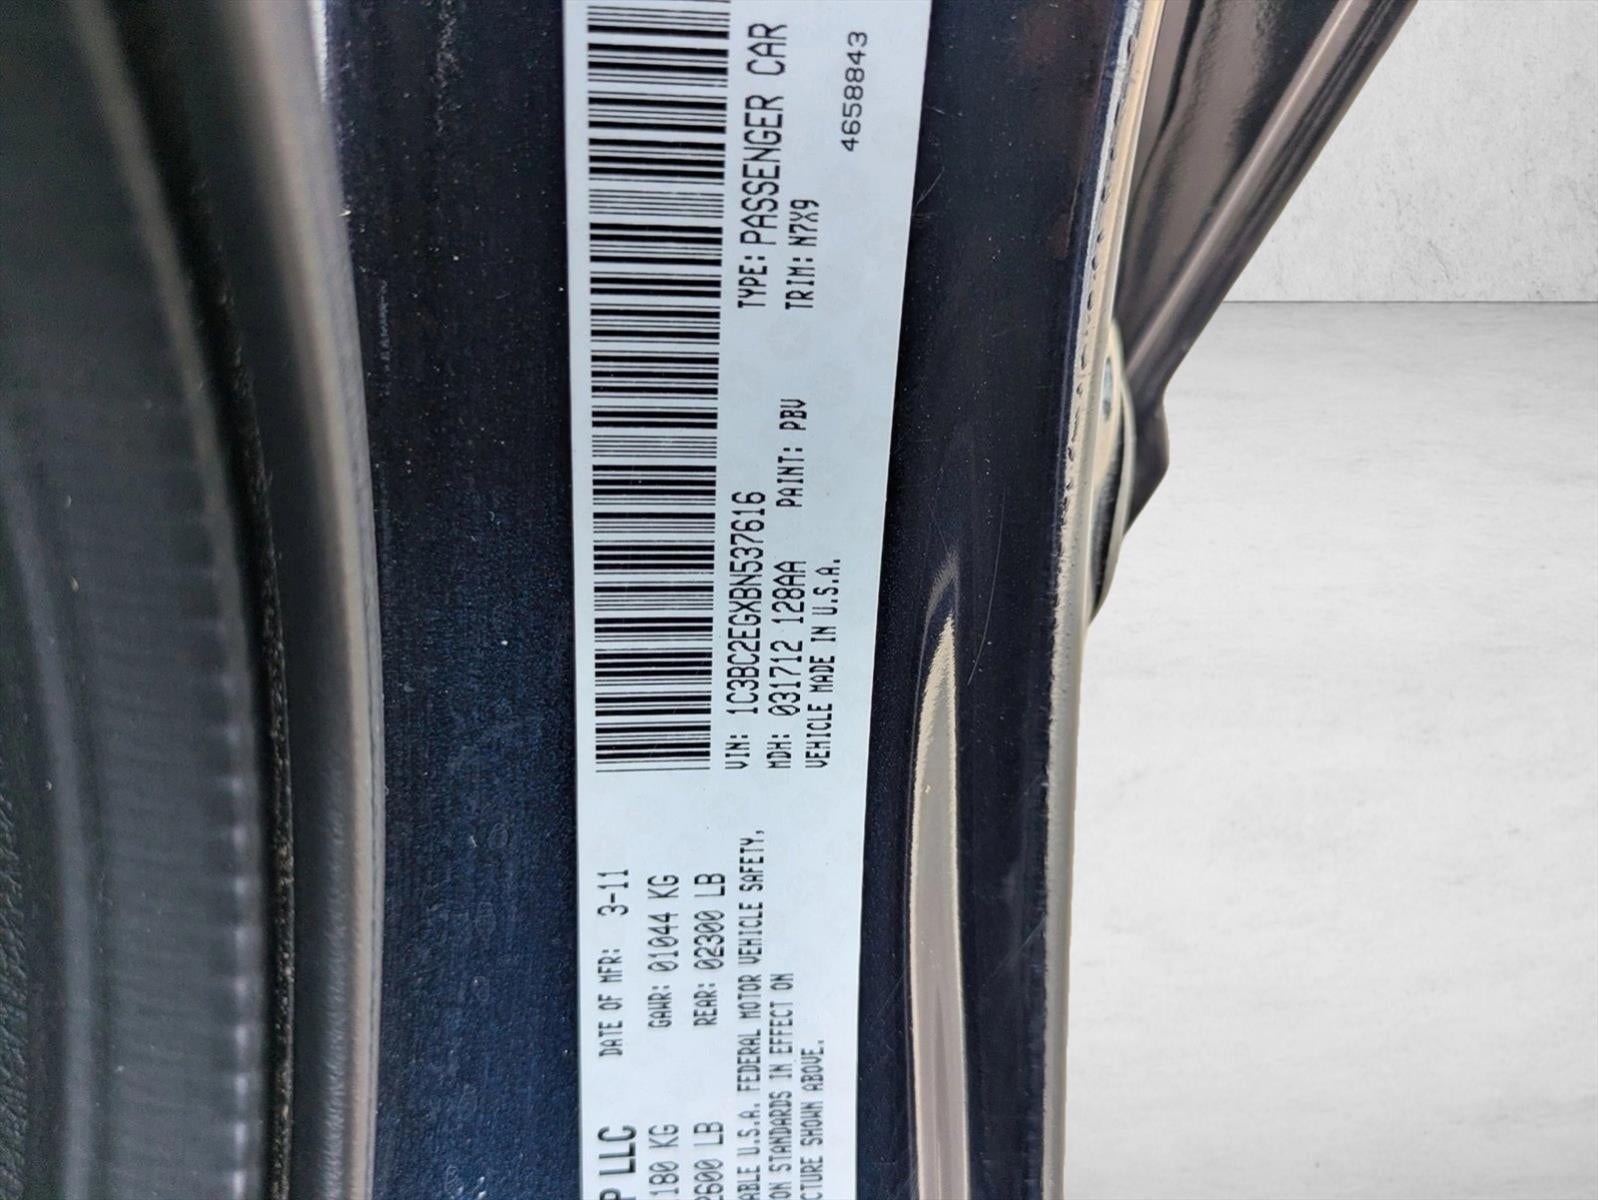 P LLC DATE OF MFR: 3-11
1180 KG GAWR: 01044 KG
2600 LB REAR: 02300 LB
ABLE U.S.A. FEDERAL MOTOR VEHICLE SAFETY,
ON STANDARDS IN EFFECT ON
CTURE SHOWN ABOVE.
VIN: 1C3BC2EGXBN537616 TYPE: PASSENGER CAR
MDH: 031712 128AA PAINT: PBV TRIM: N7X9
VEHICLE MADE IN U.S.A.
4658843